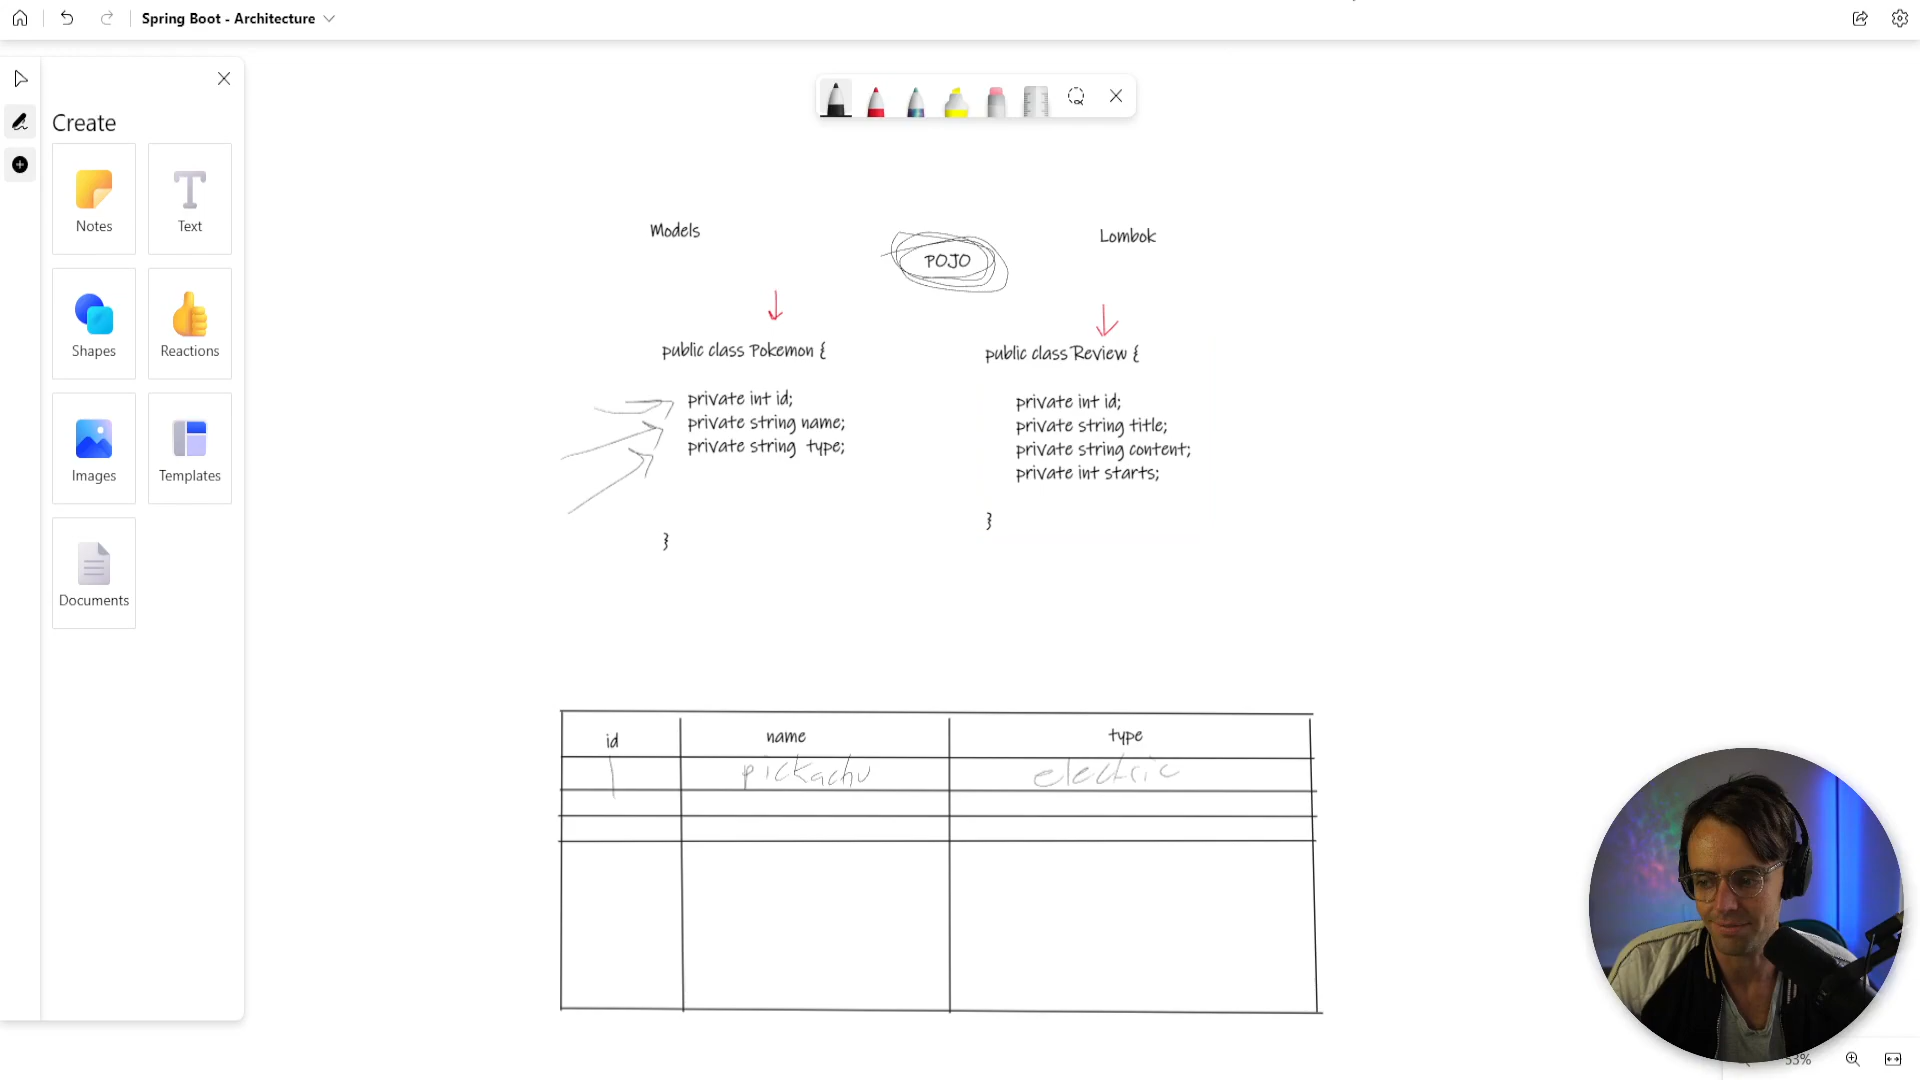 Spring Boot - Architecture
Create
Notes
Text
Shapes
Reactions
Images
Templates
Documents
Models
POJO
Lombok
public class Pokemon {
private int id;
private string name;
private string type;
}
public class Review {
private int id;
private string title;
private string content;
private int starts;
}
id name type
1 pickachu electric
53%